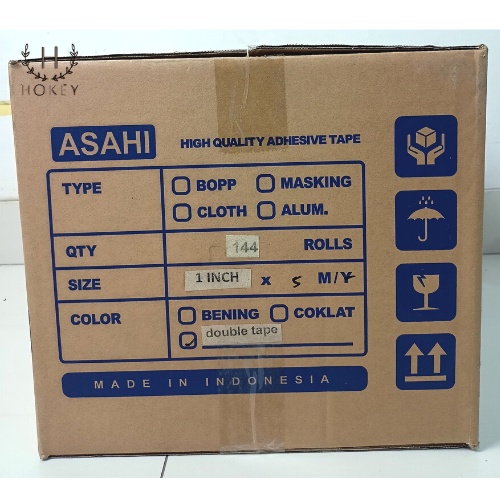 HOKEY
ASAHI HIGH QUALITY ADHESIVE TAPE
TYPE BOPP MASKING
CLOTH ALUM.
QTY 144 ROLLS
SIZE 1 INCH x 5 M/Y
COLOR BENING COKLAT
double tape
MADE IN INDONESIA